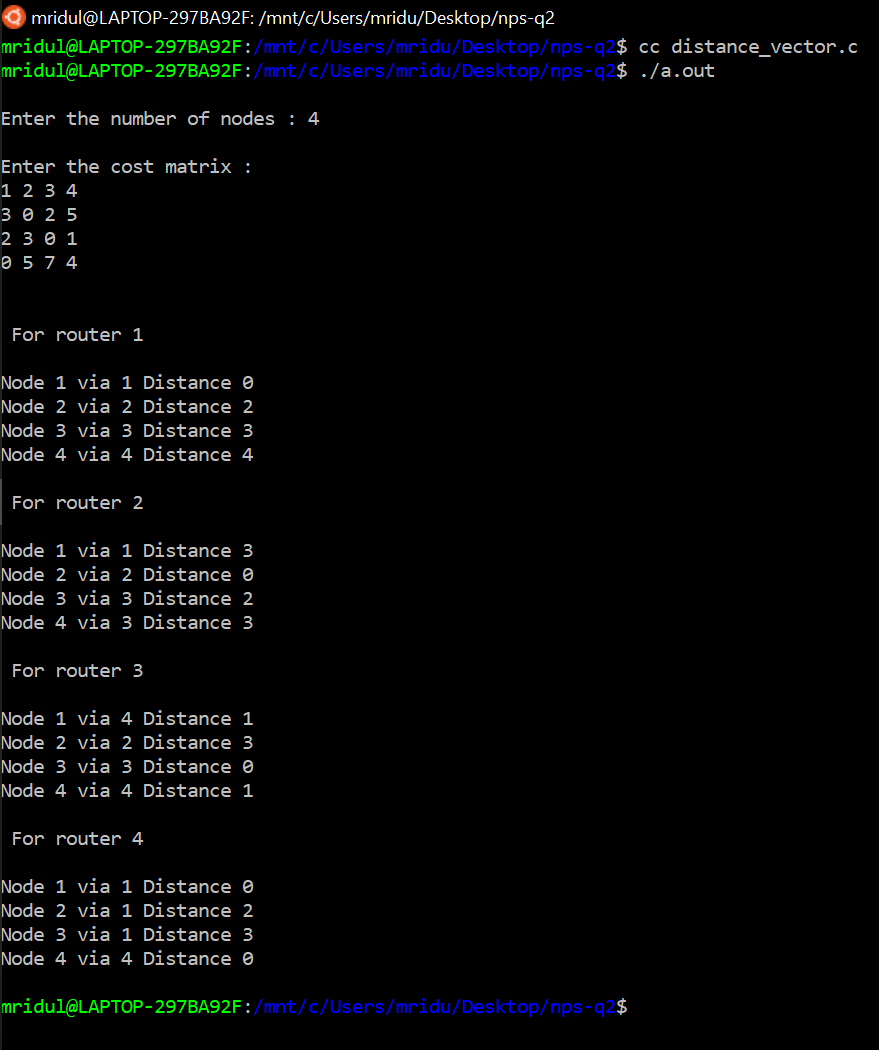 mridul@LAPTOP-297BA92F: /mnt/c/Users/mridu/Desktop/nps-q2
mridul@LAPTOP-297BA92F:/mnt/c/Users/mridu/Desktop/nps-q2$ cc distance_vector.c
mridul@LAPTOP-297BA92F:/mnt/c/Users/mridu/Desktop/nps-q2$ ./a.out
Enter the number of nodes : 4
Enter the cost matrix :
1 2 3 4
3 0 2 5
2 3 0 1
0 5 7 4
For router 1
Node 1 via 1 Distance 0
Node 2 via 2 Distance 2
Node 3 via 3 Distance 3
Node 4 via 4 Distance 4
For router 2
Node 1 via 1 Distance 3
Node 2 via 2 Distance 0
Node 3 via 3 Distance 2
Node 4 via 3 Distance 3
For router 3
Node 1 via 4 Distance 1
Node 2 via 2 Distance 3
Node 3 via 3 Distance 0
Node 4 via 4 Distance 1
For router 4
Node 1 via 1 Distance 0
Node 2 via 1 Distance 2
Node 3 via 1 Distance 3
Node 4 via 4 Distance 0
mridul@LAPTOP-297BA92F:/mnt/c/Users/mridu/Desktop/nps-q2$